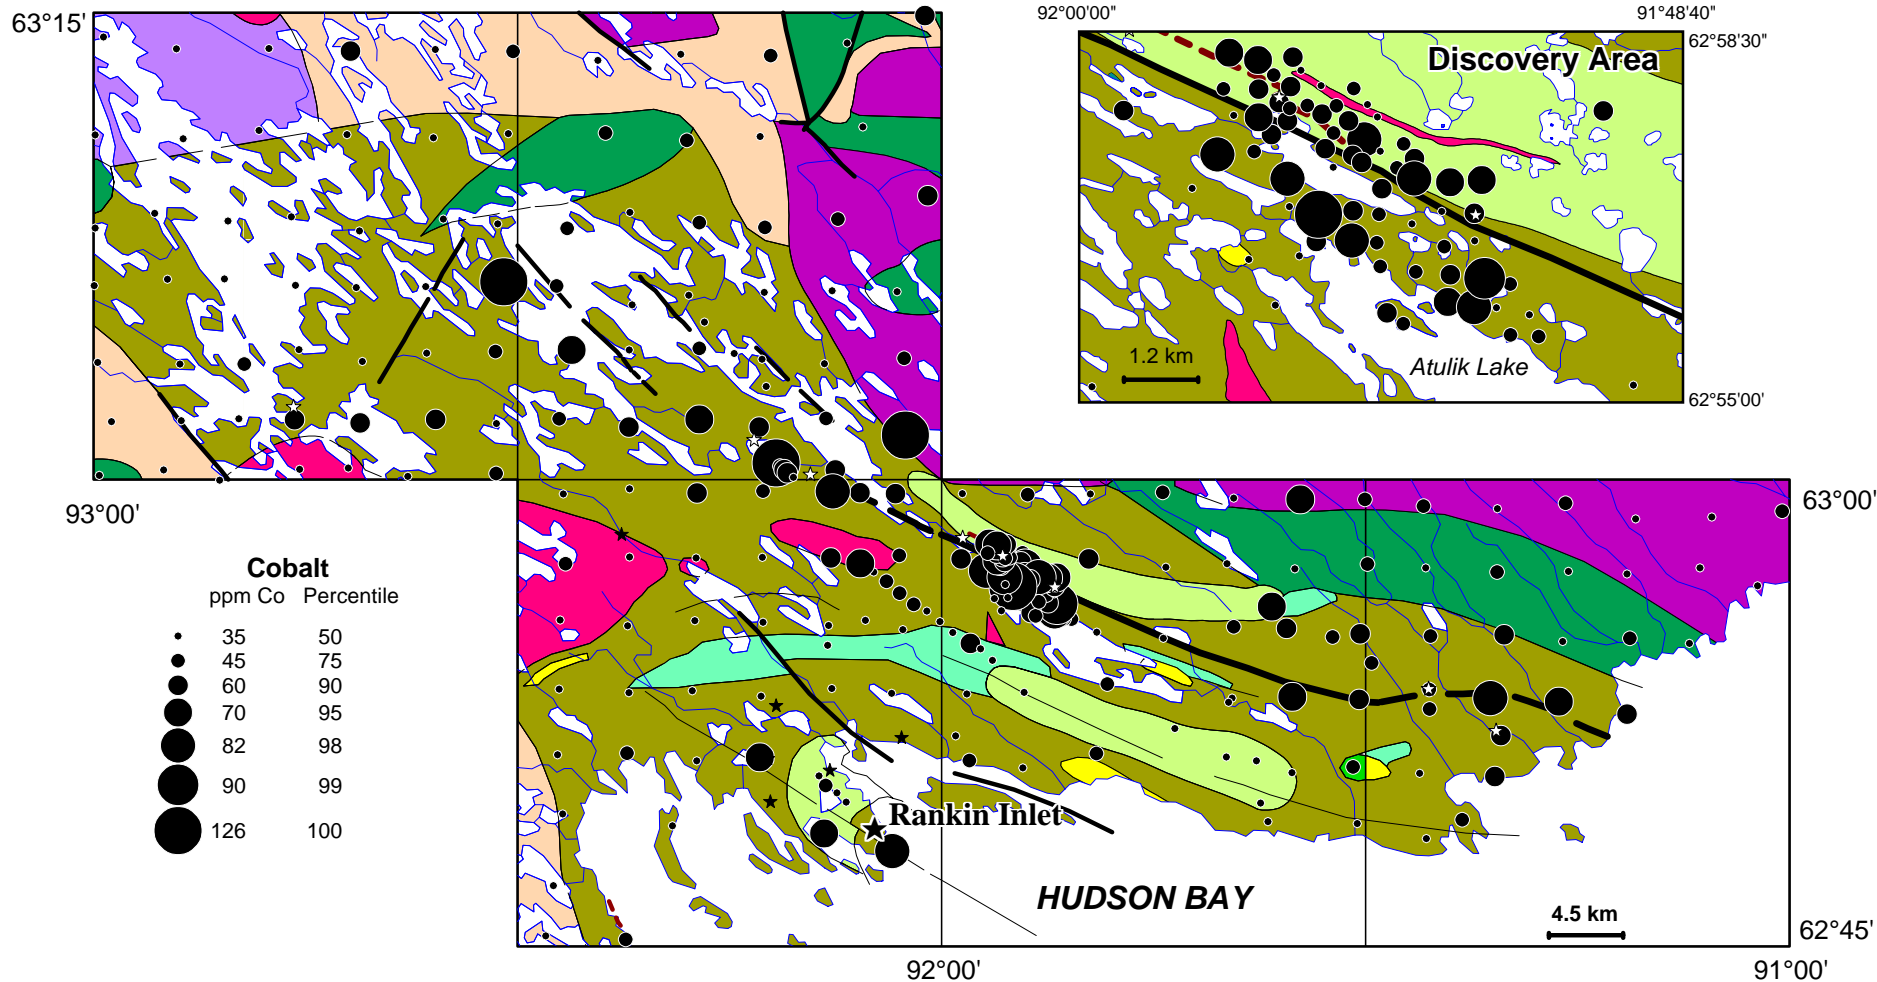 63°15'
92°00'00"
91°48'40"
62°58'30"
Discovery Area
1.2 km
Atulik Lake
62°55'00'
93°00'
63°00'
Cobalt
ppm Co Percentile
35 50
45 75
60 90
70 95
82 98
90 99
126 100
Rankin Inlet
HUDSON BAY
4.5 km
62°45'
92°00'
91°00'